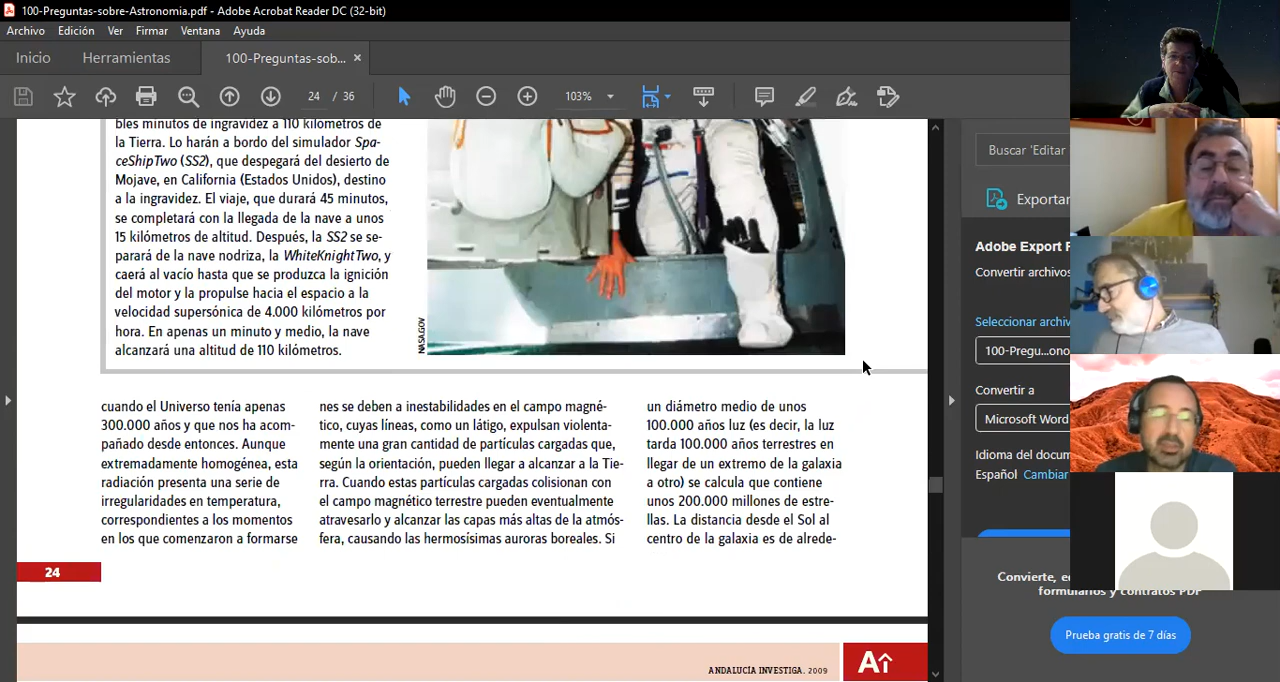 100-Preguntas-sobre-Astronomia.pdf - Adobe Acrobat Reader DC (32-bit)
Archivo Edición Ver Firmar Ventana Ayuda
Inicio Herramientas 100-Preguntas-sob... ×
24 / 36 103%
bles minutos de ingravidez a 110 kilómetros de
la Tierra. Lo harán a bordo del simulador Spa-
ceShipTwo (SS2), que despegará del desierto de
Mojave, en California (Estados Unidos), destino
a la ingravidez. El viaje, que durará 45 minutos,
se completará con la llegada de la nave a unos
15 kilómetros de altitud. Después, la SS2 se se-
parará de la nave nodriza, la WhiteKnightTwo, y
caerá al vacío hasta que se produzca la ignición
del motor y la propulse hacia el espacio a la
velocidad supersónica de 4.000 kilómetros por
hora. En apenas un minuto y medio, la nave
alcanzará una altitud de 110 kilómetros.
NASA.GOV
cuando el Universo tenía apenas
300.000 años y que nos ha acom-
pañado desde entonces. Aunque
extremadamente homogénea, esta
radiación presenta una serie de
irregularidades en temperatura,
correspondientes a los momentos
en los que comenzaron a formarse
nes se deben a inestabilidades en el campo magné-
tico, cuyas líneas, como un látigo, expulsan violenta-
mente una gran cantidad de partículas cargadas que,
según la orientación, pueden llegar a alcanzar a la Tie-
rra. Cuando estas partículas cargadas colisionan con
el campo magnético terrestre pueden eventualmente
atravesarlo y alcanzar las capas más altas de la atmós-
fera, causando las hermosísimas auroras boreales. Si
un diámetro medio de unos
100.000 años luz (es decir, la luz
tarda 100.000 años terrestres en
llegar de un extremo de la galaxia
a otro) se calcula que contiene
unos 200.000 millones de estre-
llas. La distancia desde el Sol al
centro de la galaxia es de alrede-
24
ANDALUCÍA INVESTIGA. 2009
A
Buscar 'Editar
Exportar
Adobe Export
Convertir archivos
Seleccionar archiv
100-Pregu...ono
Convertir a
Microsoft Word
Idioma del docum
Español Cambiar
Convierte, e
formularios y contratos PDF
Prueba gratis de 7 días